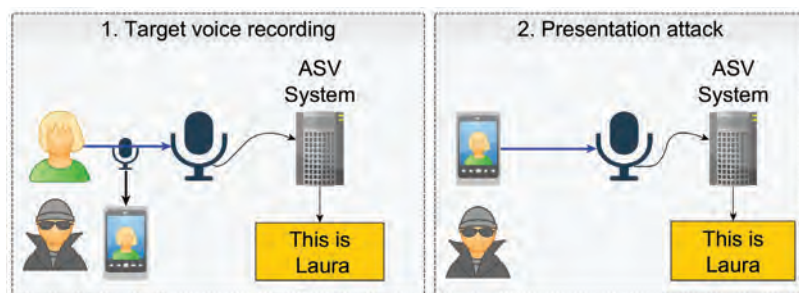 1. Target voice recording
ASV
System
This is
Laura
2. Presentation attack
ASV
System
This is
Laura